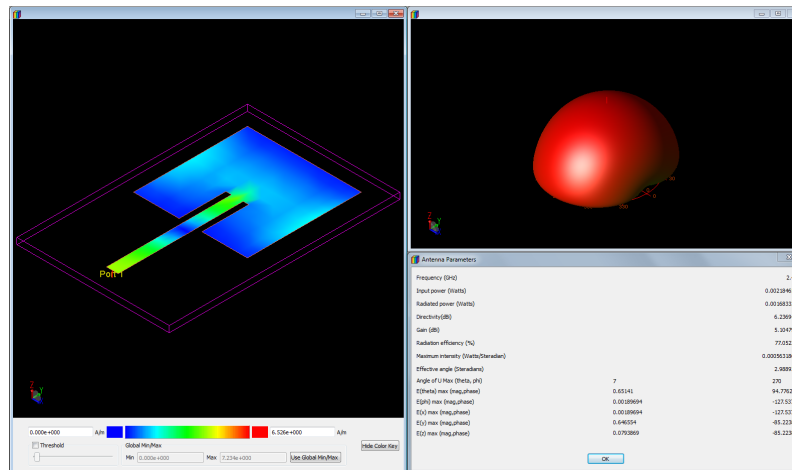 Port 1
0.000e+000 A/m 6.526e+000 A/m
Threshold Global Min/Max Hide Color Key
Min 0.000e+000 Max 7.234e+000 Use Global Min/Max
Antenna Parameters
Frequency (GHz) 2.
Input power (Watts) 0.0021846
Radiated power (Watts) 0.0016833
Directivity(dBi) 6.2369
Gain (dBi) 5.1047
Radiation efficiency (%) 77.052
Maximum intensity (Watts/Steradian) 0.00056318
Effective angle (Steradians) 2.9889
Angle of U Max (theta, phi) 7 270
E(theta) max (mag,phase) 0.65141 94.7762
E(phi) max (mag,phase) 0.00189694 -127.53
E(x) max (mag,phase) 0.00189694 -127.53
E(y) max (mag,phase) 0.646554 -85.223
E(z) max (mag,phase) 0.0793869 -85.223
OK